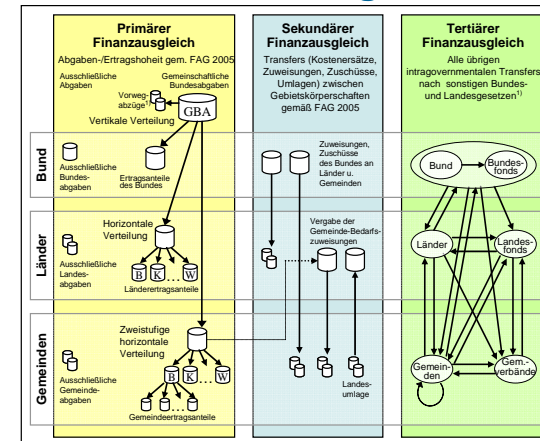 Primärer
Finanzausgleich
Abgaben-/Ertragshoheit gem. FAG 2005
Ausschließliche
Abgaben
Gemeinschaftliche
Bundesabgaben
Vorweg-
abzüge1)
GBA
Vertikale Verteilung
Sekundärer
Finanzausgleich
Transfers (Kostenersätze,
Zuweisungen, Zuschüsse,
Umlagen) zwischen
Gebietskörperschaften
gemäß FAG 2005
Tertiärer
Finanzausgleich
Alle übrigen
intragovernmentalen Transfers
nach sonstigen Bundes-
und Landesgesetzen1)
Bund
Ausschließliche
Bundes-
abgaben
Ertragsanteile
des Bundes
Zuweisungen,
Zuschüsse
des Bundes an
Länder u.
Gemeinden
Bund
Bundes-
fonds
Länder
Ausschließliche
Landes-
abgaben
Horizontale
Verteilung
B K ... W
Länderertragsanteile
Vergabe der
Gemeinde-Bedarfs-
zuweisungen
Länder
Landes-
fonds
Gemeinden
Ausschließliche
Gemeinde-
abgaben
Zweistufige
horizontale
Verteilung
B K ... W
Gemeindeertragsanteile
Landes-
umlage
Gemein-
den
Gem.-
verbände